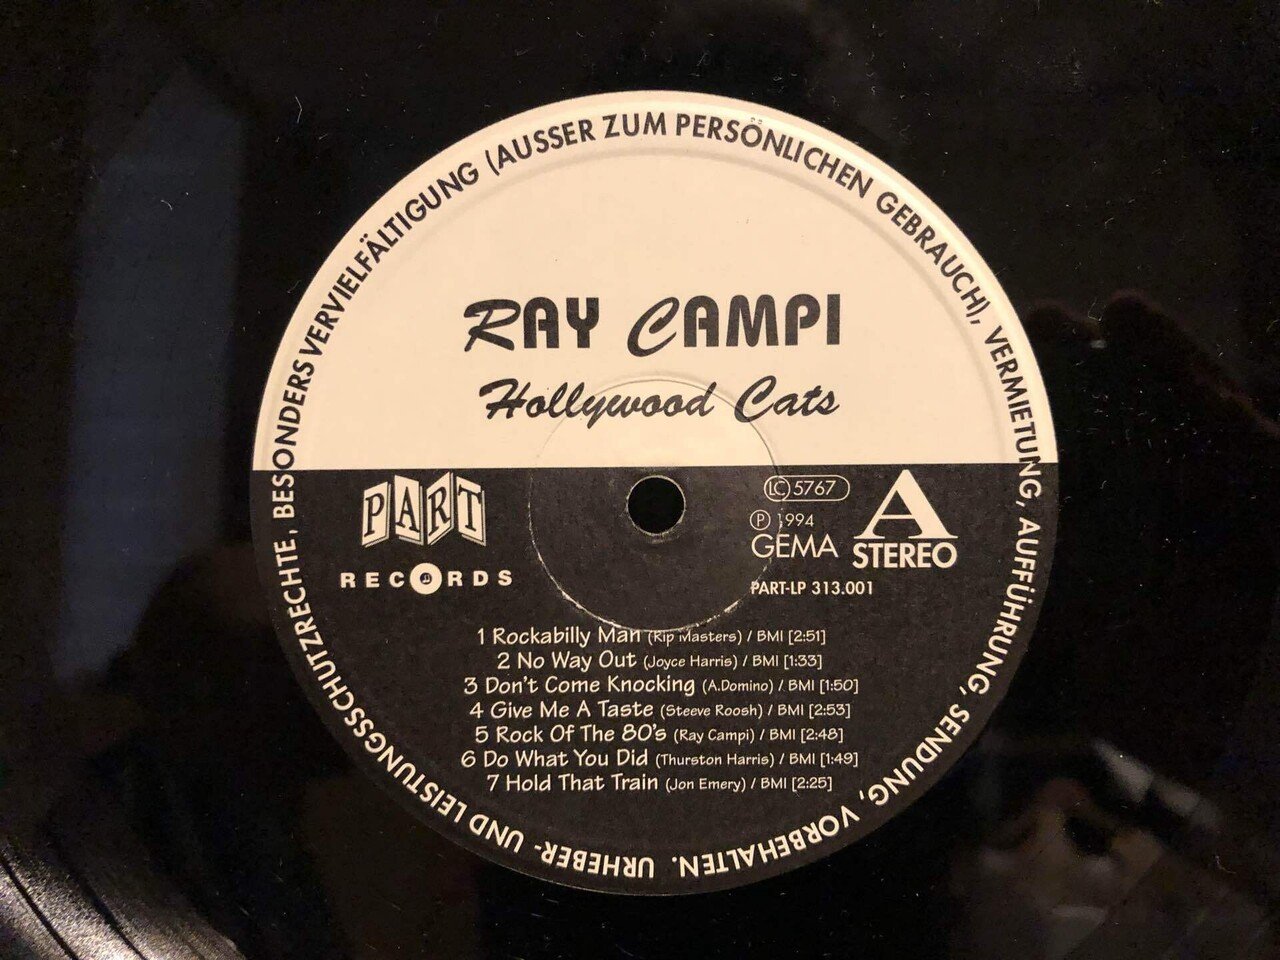 URHEBER- UND LEISTUNGSSCHUTZRECHTE, BESONDERS VERVIELFÄLTIGUNG (AUSSER ZUM PERSÖNLICHEN GEBRAUCH), VERMIETUNG, AUFFÜHRUNG, SENDUNG, VORBEHALTEN.
RAY CAMPI
Hollywood Cats
PART
RECORDS
LC 5767
℗ 1994
GEMA
A
STEREO
PART-LP 313.001
1 Rockabilly Man (Rip Masters) / BMI [2:51]
2 No Way Out (Joyce Harris) / BMI [1:33]
3 Don't Come Knocking (A.Domino) / BMI [1:50]
4 Give Me A Taste (Steeve Roosh) / BMI [2:53]
5 Rock Of The 80's (Ray Campi) / BMI [2:48]
6 Do What You Did (Thurston Harris) / BMI [1:49]
7 Hold That Train (Jon Emery) / BMI [2:25]